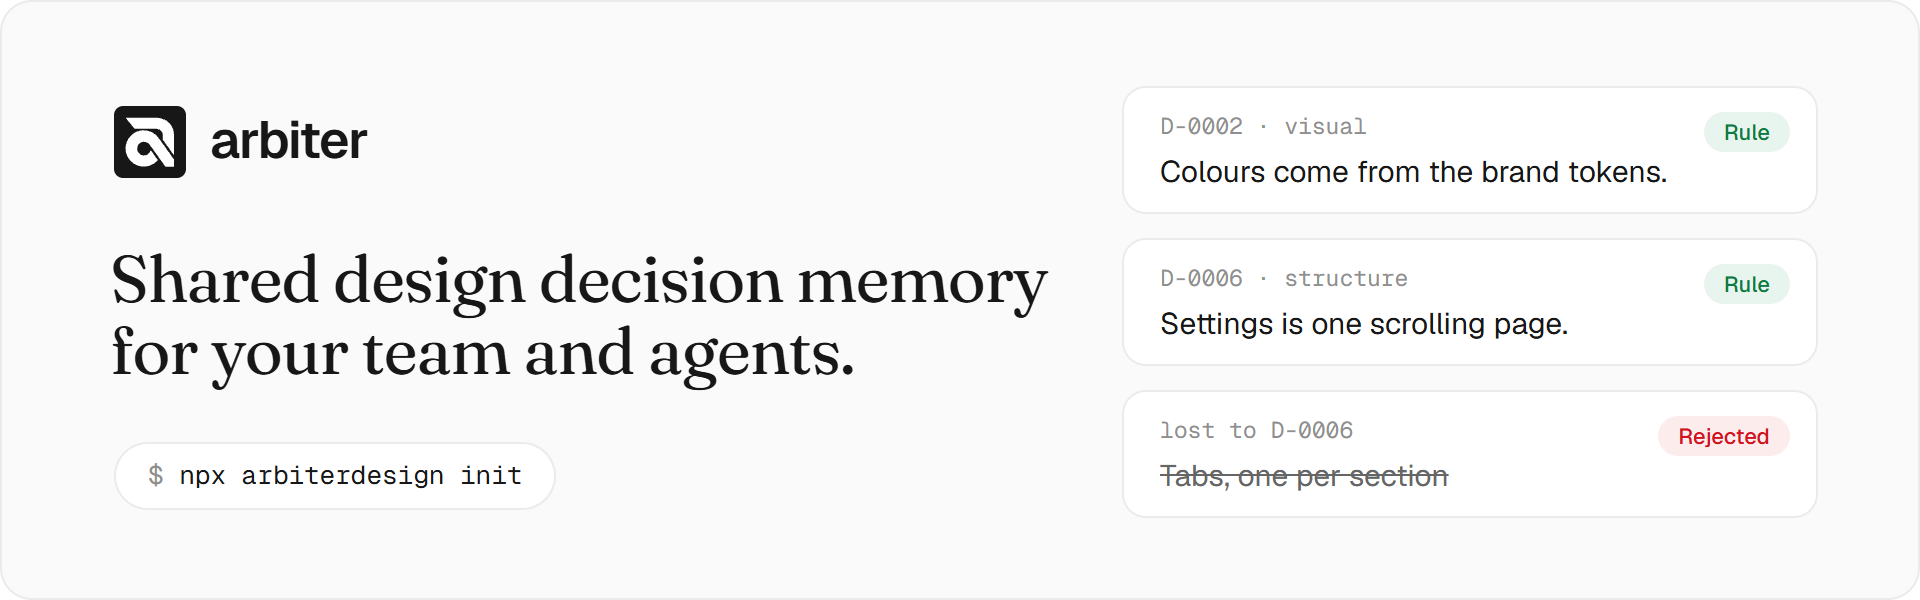 arbiter
Shared design decision memory
for your team and agents.
$ npx arbiterdesign init
D-0002 · visual
Rule
Colours come from the brand tokens.
D-0006 · structure
Rule
Settings is one scrolling page.
lost to D-0006
Rejected
Tabs, one per section